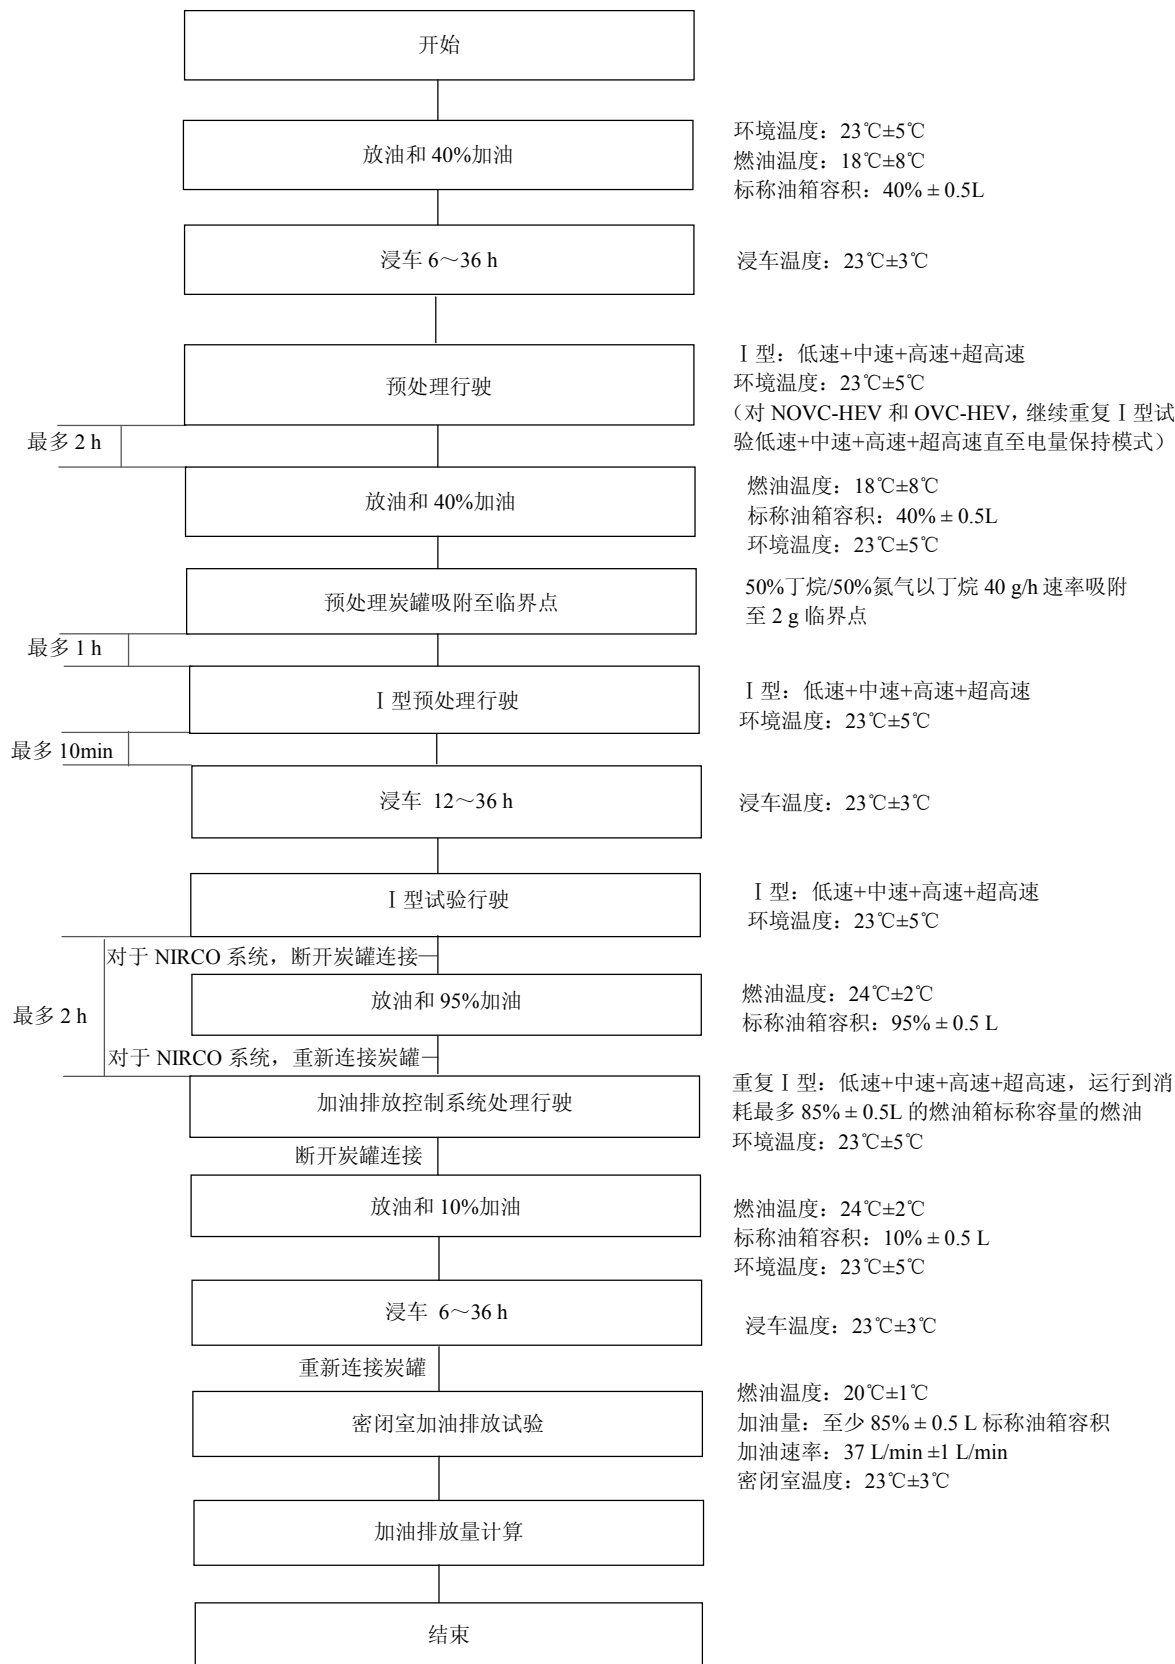 开始
放油和 40%加油
环境温度：23℃±5℃
燃油温度：18℃±8℃
标称油箱容积：40% ± 0.5L
浸车 6～36 h
浸车温度：23℃±3℃
预处理行驶
Ⅰ型：低速+中速+高速+超高速
环境温度：23℃±5℃
（对 NOVC-HEV 和 OVC-HEV，继续重复Ⅰ型试
验低速+中速+高速+超高速直至电量保持模式）
最多 2 h
放油和 40%加油
燃油温度：18℃±8℃
标称油箱容积：40% ± 0.5L
环境温度：23℃±5℃
预处理炭罐吸附至临界点
50%丁烷/50%氮气以丁烷 40 g/h 速率吸附
至 2 g 临界点
最多 1 h
Ⅰ型预处理行驶
Ⅰ型：低速+中速+高速+超高速
环境温度：23℃±5℃
最多 10min
浸车 12～36 h
浸车温度：23℃±3℃
Ⅰ型试验行驶
Ⅰ型：低速+中速+高速+超高速
环境温度：23℃±5℃
对于 NIRCO 系统，断开炭罐连接
最多 2 h
放油和 95%加油
燃油温度：24℃±2℃
标称油箱容积：95% ± 0.5 L
对于 NIRCO 系统，重新连接炭罐
加油排放控制系统处理行驶
重复Ⅰ型：低速+中速+高速+超高速，运行到消
耗最多 85% ± 0.5L 的燃油箱标称容量的燃油
环境温度：23℃±5℃
断开炭罐连接
放油和 10%加油
燃油温度：24℃±2℃
标称油箱容积：10% ± 0.5 L
环境温度：23℃±5℃
浸车 6～36 h
浸车温度：23℃±3℃
重新连接炭罐
密闭室加油排放试验
燃油温度：20℃±1℃
加油量：至少 85% ± 0.5 L 标称油箱容积
加油速率：37 L/min ±1 L/min
密闭室温度：23℃±3℃
加油排放量计算
结束